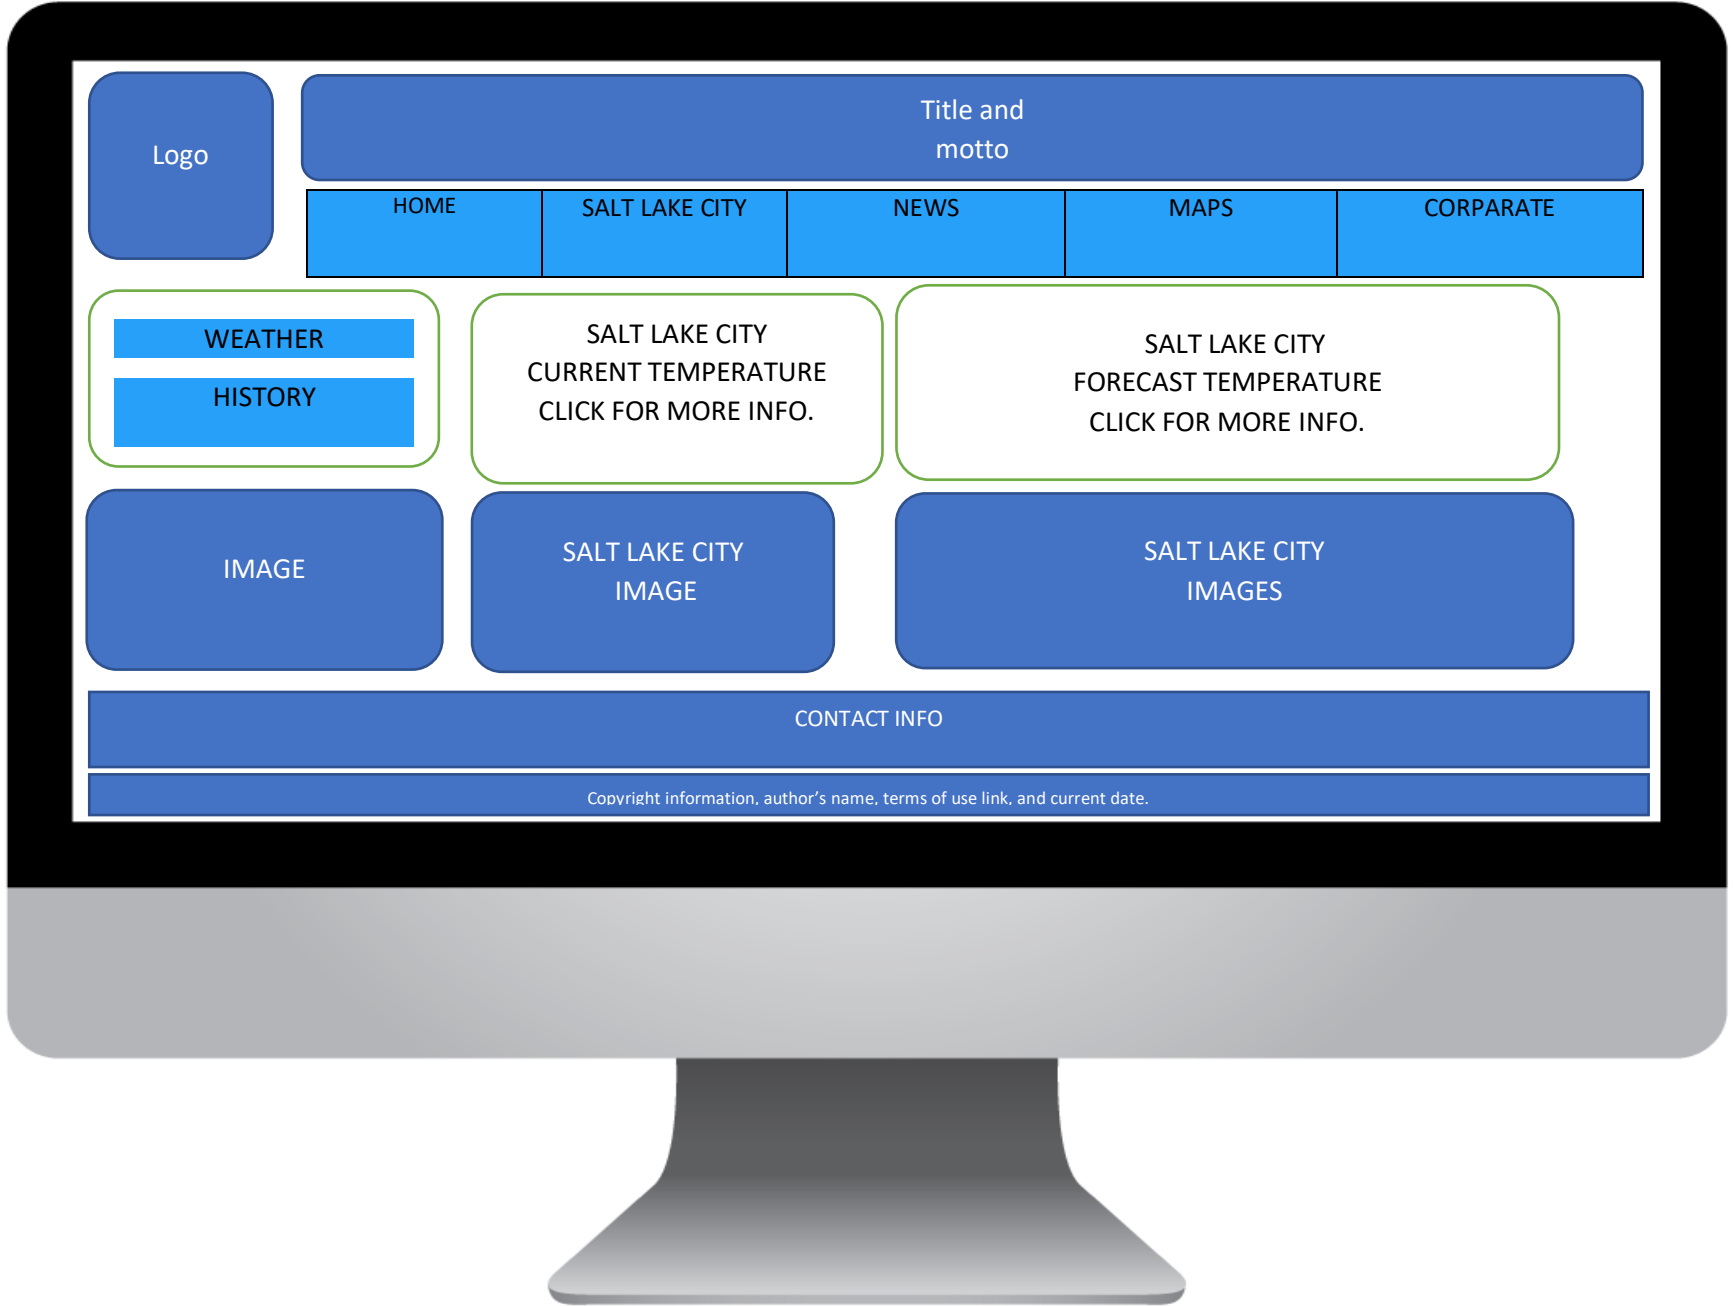 Logo
Title and
motto
HOME
SALT LAKE CITY
NEWS
MAPS
CORPARATE
WEATHER
HISTORY
SALT LAKE CITY
CURRENT TEMPERATURE
CLICK FOR MORE INFO.
SALT LAKE CITY
FORECAST TEMPERATURE
CLICK FOR MORE INFO.
IMAGE
SALT LAKE CITY
IMAGE
SALT LAKE CITY
IMAGES
CONTACT INFO
Copyright information, author’s name, terms of use link, and current date.